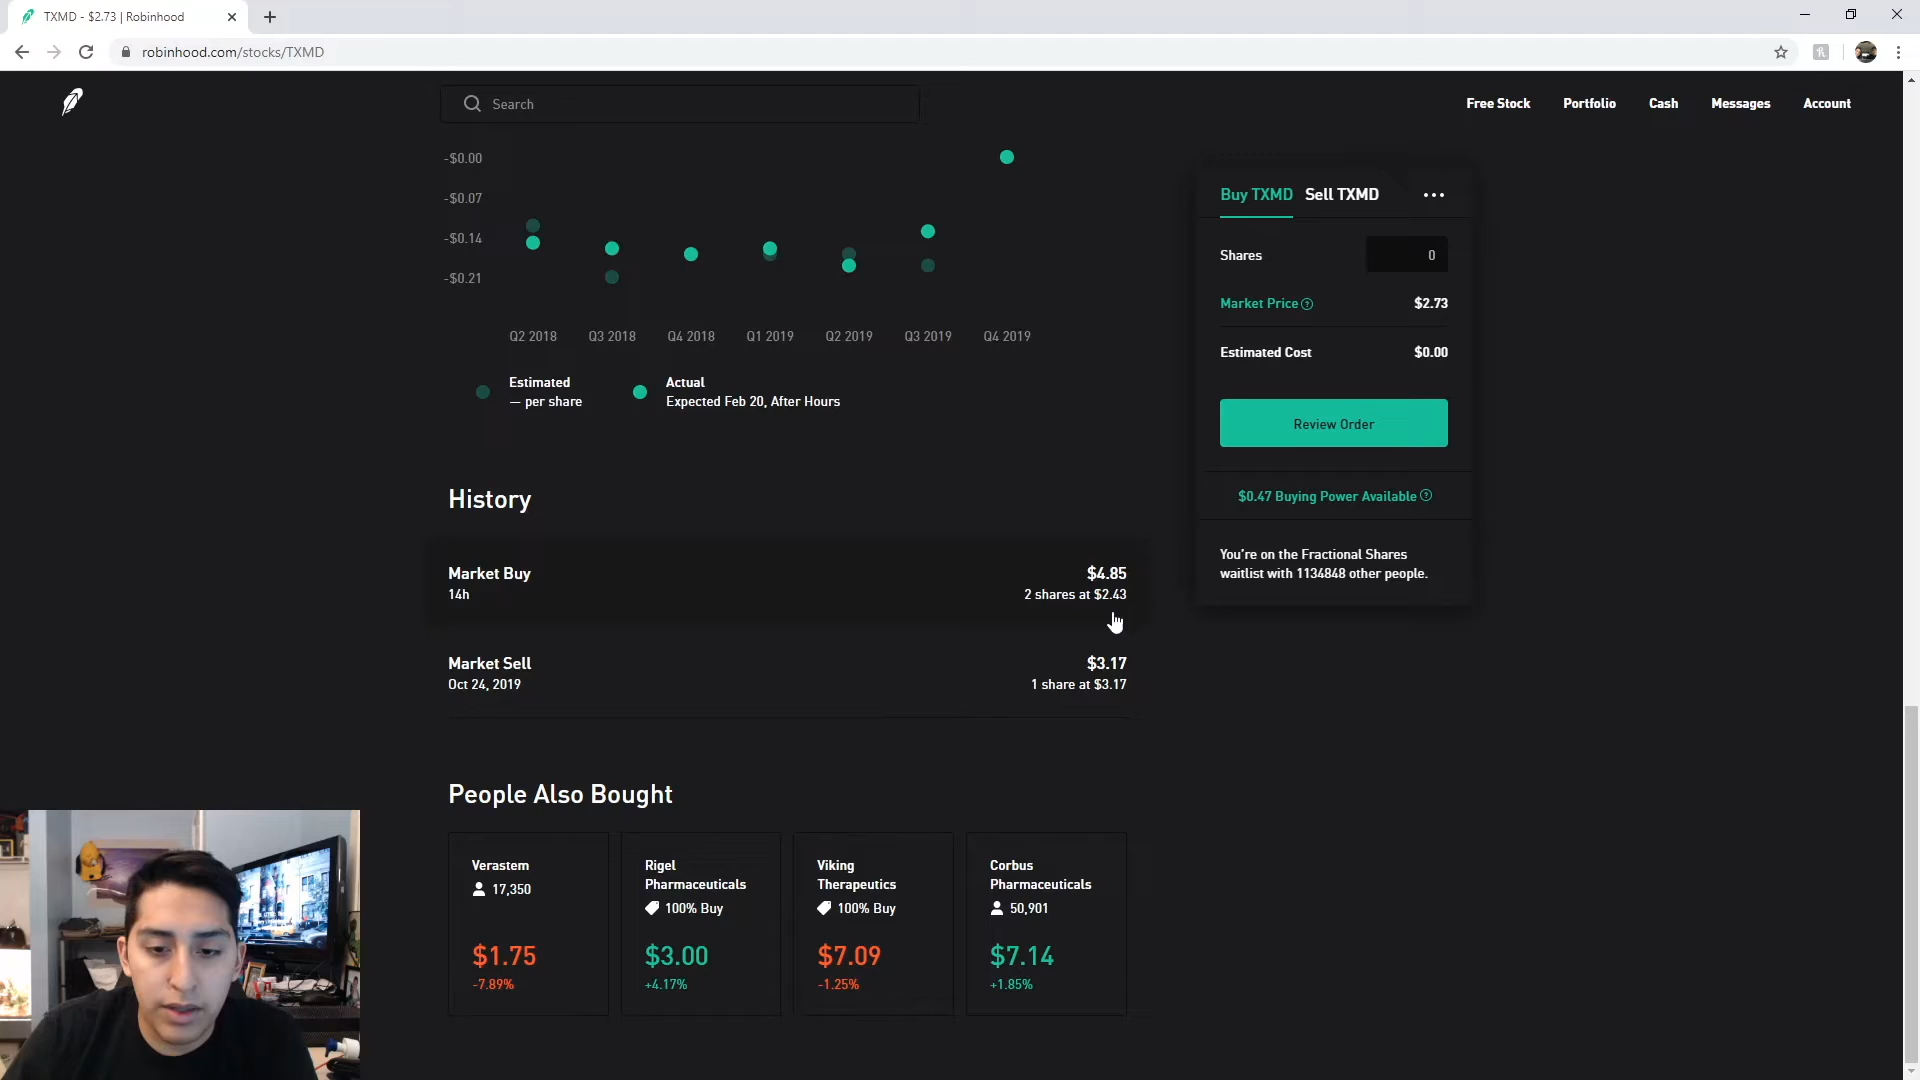 TXMD - $2.73 | Robinhood
robinhood.com/stocks/TXMD
Search
Free Stock
Portfolio
Cash
Messages
Account
-$0.00
-$0.07
-$0.14
-$0.21
Q2 2018
Q3 2018
Q4 2018
Q1 2019
Q2 2019
Q3 2019
Q4 2019
Estimated
— per share
Actual
Expected Feb 20, After Hours
Buy TXMD
Sell TXMD
Shares
0
Market Price
$2.73
Estimated Cost
$0.00
Review Order
$0.47 Buying Power Available
You're on the Fractional Shares
waitlist with 1134848 other people.
History
Market Buy
$4.85
14h
2 shares at $2.43
Market Sell
$3.17
Oct 24, 2019
1 share at $3.17
People Also Bought
Verastem
17,350
$1.75
-7.89%
Rigel
Pharmaceuticals
100% Buy
$3.00
+4.17%
Viking
Therapeutics
100% Buy
$7.09
-1.25%
Corbus
Pharmaceuticals
50,901
$7.14
+1.85%